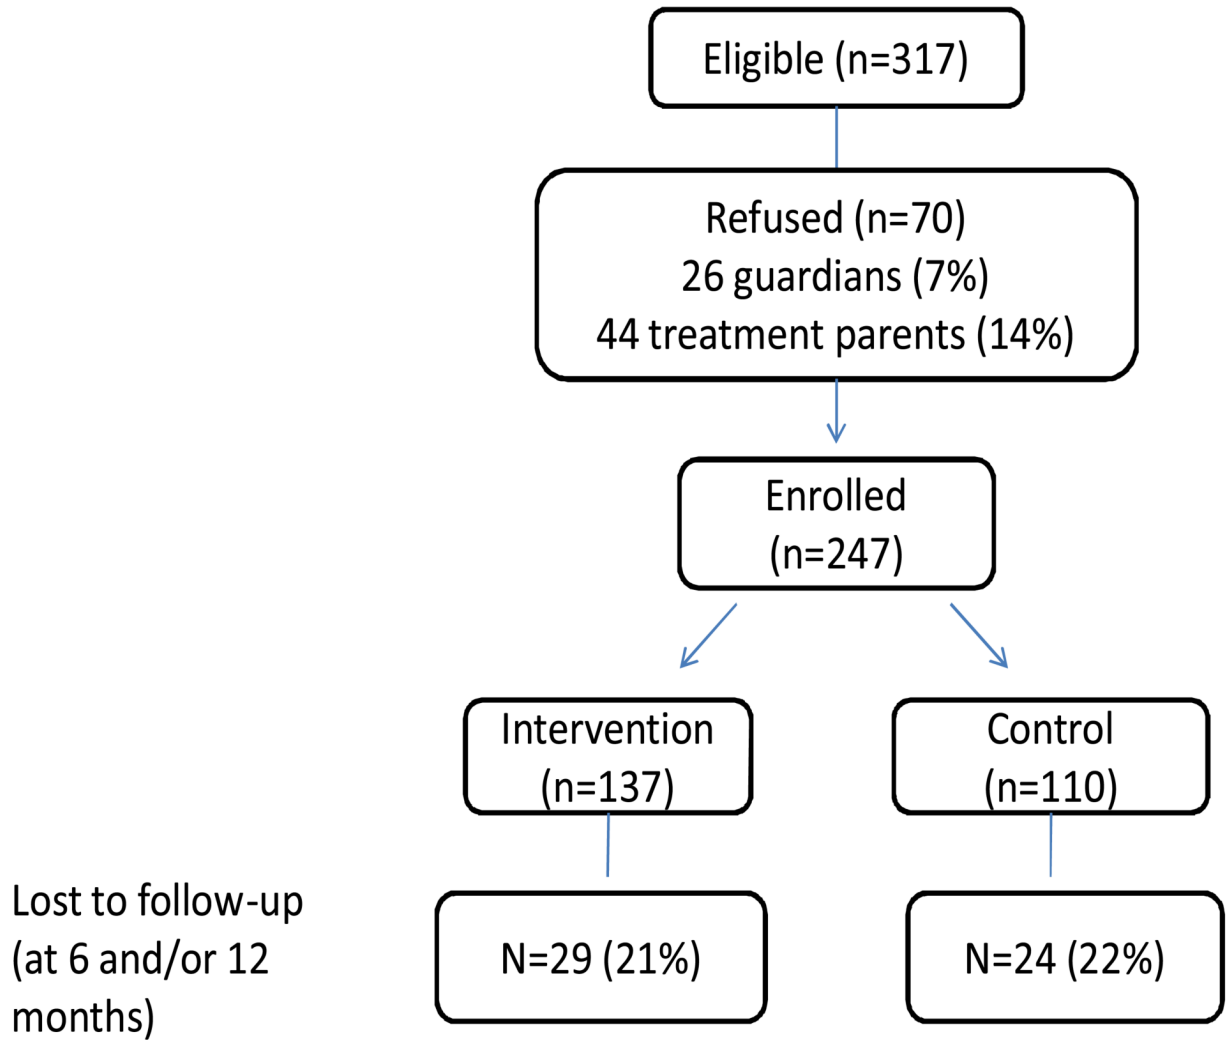 Eligible (n=317)
Refused (n=70)
26 guardians (7%)
44 treatment parents (14%)
Enrolled
(n=247)
Intervention
(n=137)
Control
(n=110)
Lost to follow-up
(at 6 and/or 12
months)
N=29 (21%)
N=24 (22%)